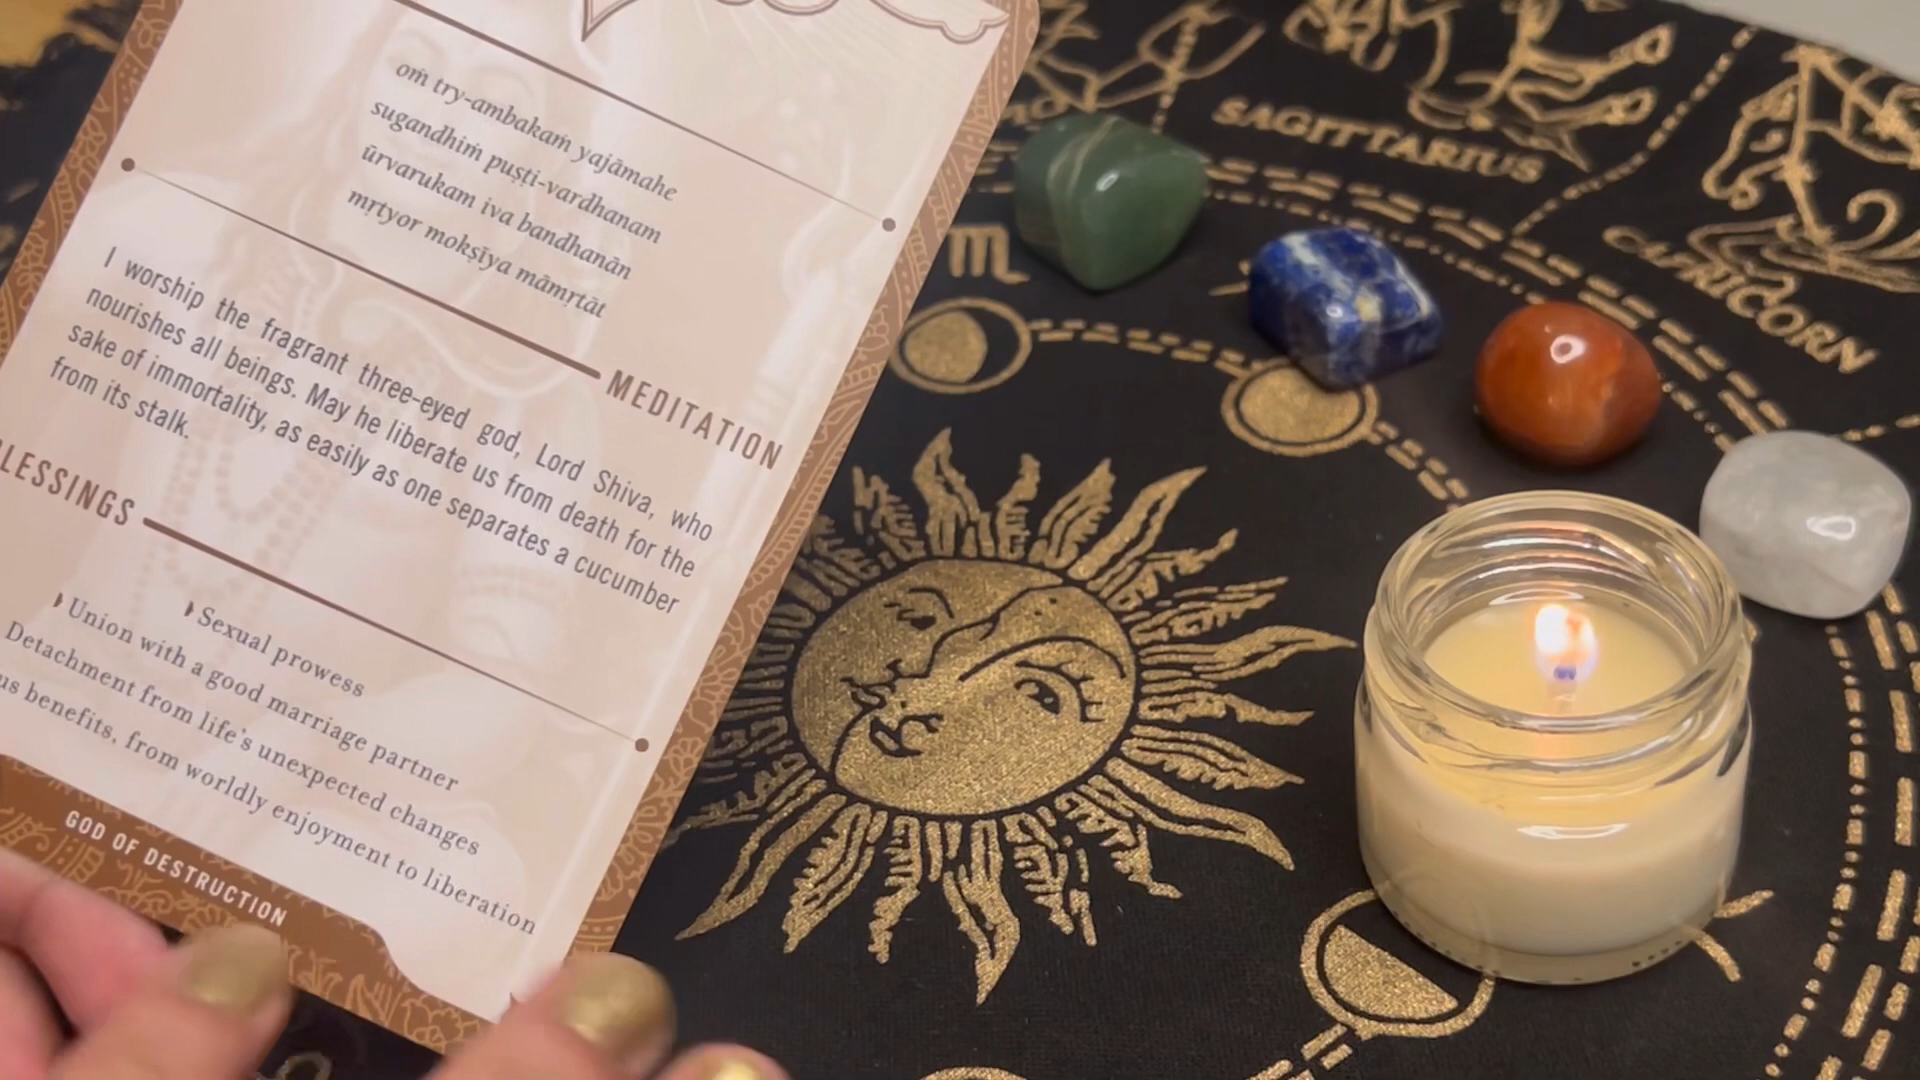 oṁ try-ambakaṁ yajāmahe
sugandhiṁ puṣṭi-vardhanam
ūrvarukam iva bandhanān
mṛtyor mokṣīya māmṛtāt
MEDITATION
I worship the fragrant three-eyed god, Lord Shiva, who
nourishes all beings. May he liberate us from death for the
sake of immortality, as easily as one separates a cucumber
from its stalk.
LESSINGS
Sexual prowess
Union with a good marriage partner
Detachment from life's unexpected changes
us benefits, from worldly enjoyment to liberation
GOD OF DESTRUCTION
SAGITTARIUS
CAPRICORN
♏